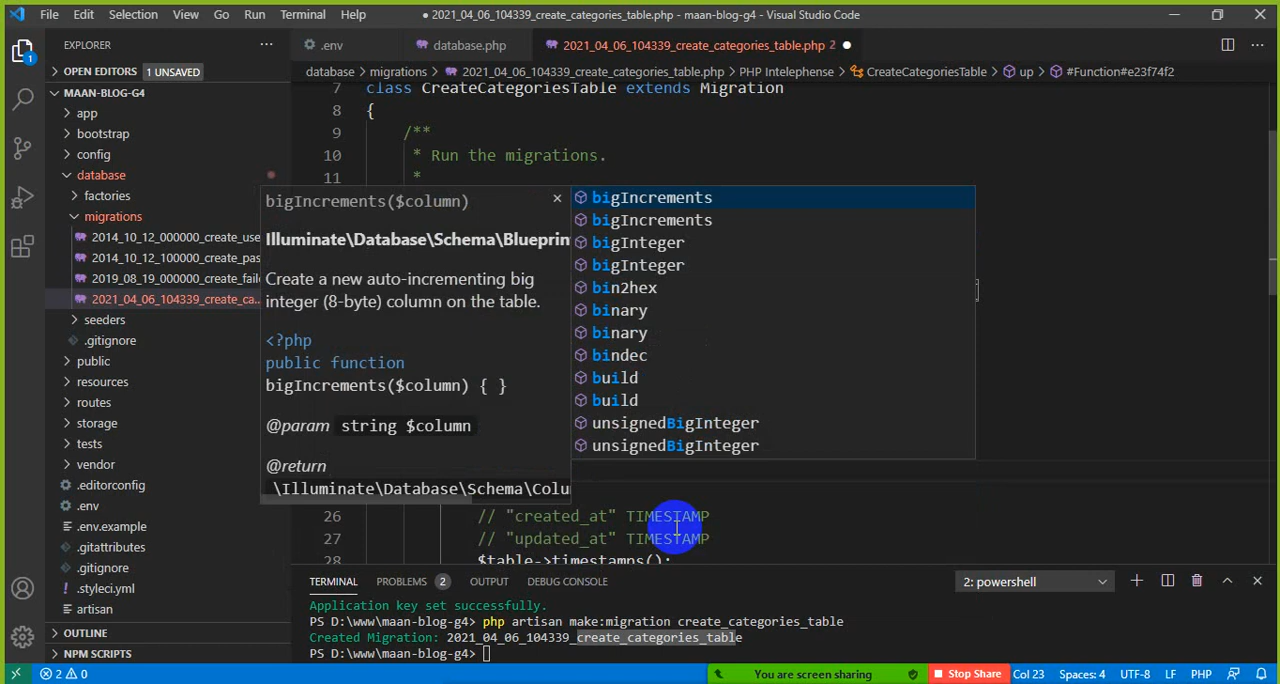 File Edit Selection View Go Run Terminal Help ● 2021_04_06_104339_create_categories_table.php - maan-blog-g4 - Visual Studio Code
EXPLORER ··· .env database.php 2021_04_06_104339_create_categories_table.php 2 ●
OPEN EDITORS 1 UNSAVED
database > migrations > 2021_04_06_104339_create_categories_table.php > PHP Intelephense > CreateCategoriesTable > up > #Function#e23f74f2
MAAN-BLOG-G4
app
bootstrap
config
database
factories
migrations
2014_10_12_000000_create_use
2014_10_12_100000_create_pas
2019_08_19_000000_create_faile
2021_04_06_104339_create_ca...
seeders
.gitignore
public
resources
routes
storage
tests
vendor
.editorconfig
.env
.env.example
.gitattributes
.gitignore
.styleci.yml
artisan
OUTLINE
NPM SCRIPTS
7 class CreateCategoriesTable extends Migration
8 {
9 /**
10 * Run the migrations.
11 *
bigIncrements($column)
Illuminate\Database\Schema\Blueprin
Create a new auto-incrementing big
integer (8-byte) column on the table.
<?php
public function
bigIncrements($column) { }
@param string $column
@return
\Illuminate\Database\Schema\Colu
bigIncrements
bigIncrements
bigInteger
bigInteger
bin2hex
binary
binary
bindec
build
build
unsignedBigInteger
unsignedBigInteger
26 // "created_at" TIMESTAMP
27 // "updated_at" TIMESTAMP
28 $table->timestamps();
TERMINAL PROBLEMS 2 OUTPUT DEBUG CONSOLE 2: powershell
Application key set successfully.
PS D:\www\maan-blog-g4> php artisan make:migration create_categories_table
Created Migration: 2021_04_06_104339_create_categories_table
PS D:\www\maan-blog-g4>
2 0 You are screen sharing Stop Share Col 23 Spaces: 4 UTF-8 LF PHP
1